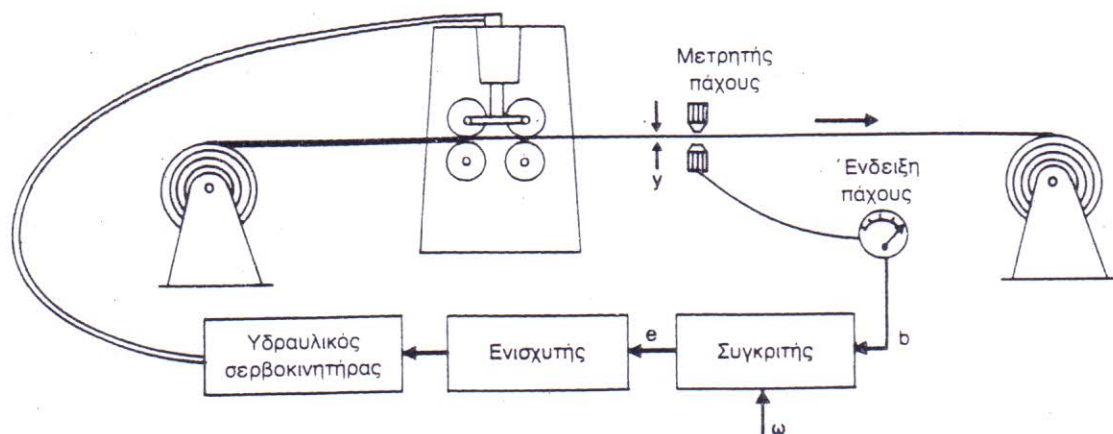 Μετρητής
πάχους
y
Ένδειξη
πάχους
Υδραυλικός
σερβοκινητήρας
Ενισχυτής
e
Συγκριτής
b
ω